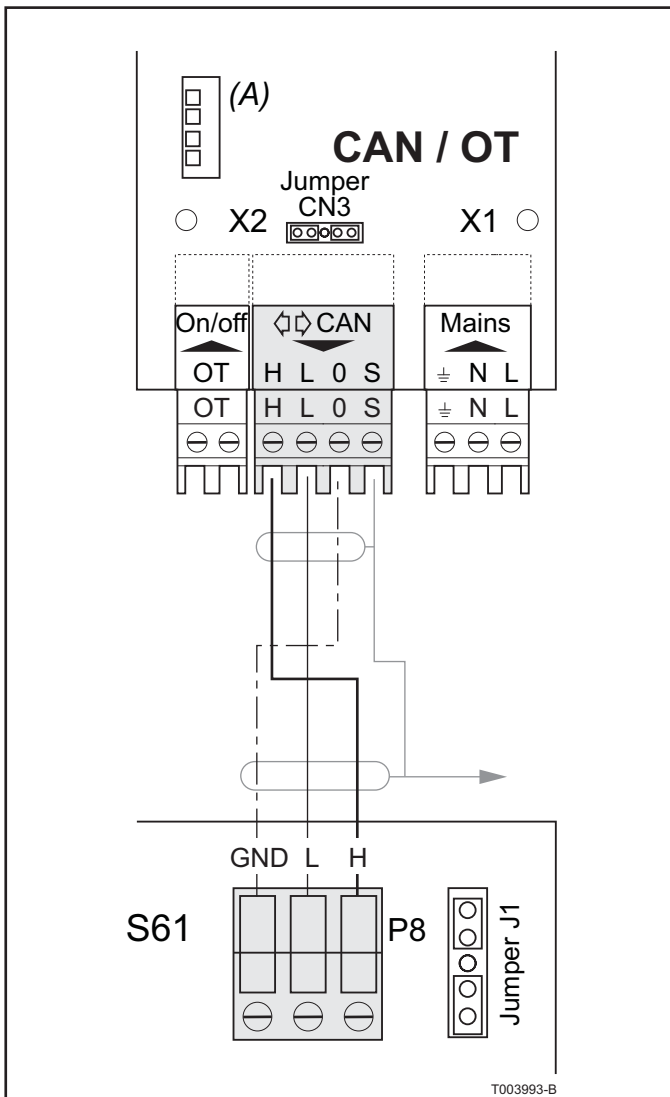 (A)
CAN / OT
Jumper
CN3
X2
X1
On/off
CAN
Mains
OT
H L 0 S
N L
OT
H L 0 S
N L
GND L H
S61
P8
Jumper J1
T003993-B